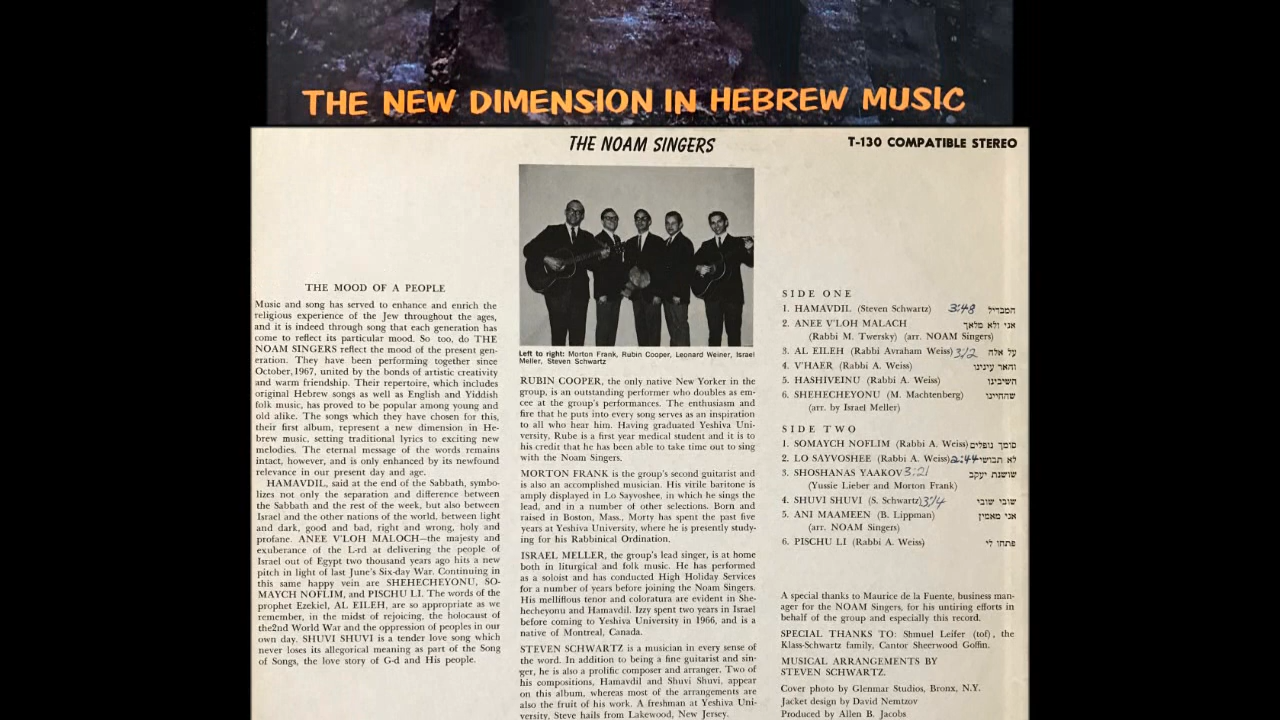 THE NEW DIMENSION IN HEBREW MUSIC
THE NOAM SINGERS
T-130 COMPATIBLE STEREO
THE MOOD OF A PEOPLE
Music and song has served to enhance and enrich the
religious experience of the Jew throughout the ages,
and it is indeed through song that each generation has
come to reflect its particular mood. So too, do THE
NOAM SINGERS reflect the mood of the present gen-
eration. They have been performing together since
October, 1967, united by the bonds of artistic creativity
and warm friendship. Their repertoire, which includes
original Hebrew songs as well as English and Yiddish
folk music, has proved to be popular among young and
old alike. The songs which they have chosen for this,
their first album, represent a new dimension in He-
brew music, setting traditional lyrics to exciting new
melodies. The eternal message of the words remains
intact, however, and is only enhanced by its newfound
relevance in our present day and age.
HAMAVDIL, said at the end of the Sabbath, symbo-
lizes not only the separation and difference between
the Sabbath and the rest of the week, but also between
Israel and the other nations of the world, between light
and dark, good and bad, right and wrong, holy and
profane. ANEE V'LOH MALOCH—the majesty and
exuberance of the L-rd at delivering the people of
Israel out of Egypt two thousand years ago hits a new
pitch in light of last June's Six-day War. Continuing in
this same happy vein are SHEHECHEYONU, SO-
MAYCH NOFLIM, and PISCHU LI. The words of the
prophet Ezekiel, AL EILEH, are so appropriate as we
remember, in the midst of rejoicing, the holocaust of
the2nd World War and the oppression of peoples in our
own day. SHUVI SHUVI is a tender love song which
never loses its allegorical meaning as part of the Song
of Songs, the love story of G-d and His people.
Left to right: Morton Frank, Rubin Cooper, Leonard Weiner, Israel
Meller, Steven Schwartz
RUBIN COOPER, the only native New Yorker in the
group, is an outstanding performer who doubles as em-
cee at the group's performances. The enthusiasm and
fire that he puts into every song serves as an inspiration
to all who hear him. Having graduated Yeshiva Uni-
versity, Rube is a first year medical student and it is to
his credit that he has been able to take time out to sing
with the Noam Singers.
MORTON FRANK is the group's second guitarist and
is also an accomplished musician. His virile baritone is
amply displayed in Lo Sayvoshee, in which he sings the
lead, and in a number of other selections. Born and
raised in Boston, Mass., Morty has spent the past five
years at Yeshiva University, where he is presently study-
ing for his Rabbinical Ordination.
ISRAEL MELLER, the group's lead singer, is at home
both in liturgical and folk music. He has performed
as a soloist and has conducted High Holiday Services
for a number of years before joining the Noam Singers.
His mellifluous tenor and coloratura are evident in She-
hecheyonu and Hamavdil. Izzy spent two years in Israel
before coming to Yeshiva University in 1966, and is a
native of Montreal, Canada.
STEVEN SCHWARTZ is a musician in every sense of
the word. In addition to being a fine guitarist and sin-
ger, he is also a prolific composer and arranger. Two of
his compositions, Hamavdil and Shuvi Shuvi, appear
on this album, whereas most of the arrangements are
also the fruit of his work. A freshman at Yeshiva Uni-
versity, Steve hails from Lakewood, New Jersey.
SIDE ONE
1. HAMAVDIL (Steven Schwartz) 3:48 המבדיל
2. ANEE V'LOH MALACH אני ולא מלאך
(Rabbi M. Twersky) (arr. NOAM Singers)
3. AL EILEH (Rabbi Avraham Weiss) 3/2 על אלה
4. V'HAER (Rabbi A. Weiss) והאר עינינו
5. HASHIVEINU (Rabbi A. Weiss) השיבינו
6. SHEHECHEYONU (M. Machtenberg) שהחיינו
(arr. by Israel Meller)
SIDE TWO
1. SOMAYCH NOFLIM (Rabbi A. Weiss) סומך נופלים
2. LO SAYVOSHEE (Rabbi A. Weiss) 2:44 לא תבושי
3. SHOSHANAS YAAKOV 3:21 שושנת יעקב
(Yussie Lieber and Morton Frank)
4. SHUVI SHUVI (S. Schwartz) 3/4 שובי שובי
5. ANI MAAMEEN (B. Lippman) אני מאמין
(arr. NOAM Singers)
6. PISCHU LI (Rabbi A. Weiss) פתחו לי
A special thanks to Maurice de la Fuente, business man-
ager for the NOAM Singers, for his untiring efforts in
behalf of the group and especially this record.
SPECIAL THANKS TO: Shmuel Leifer (tof), the
Klass-Schwartz family, Cantor Sheerwood Goffin.
MUSICAL ARRANGEMENTS BY
STEVEN SCHWARTZ.
Cover photo by Glenmar Studios, Bronx, N.Y.
Jacket design by David Nemtzov
Produced by Allen B. Jacobs